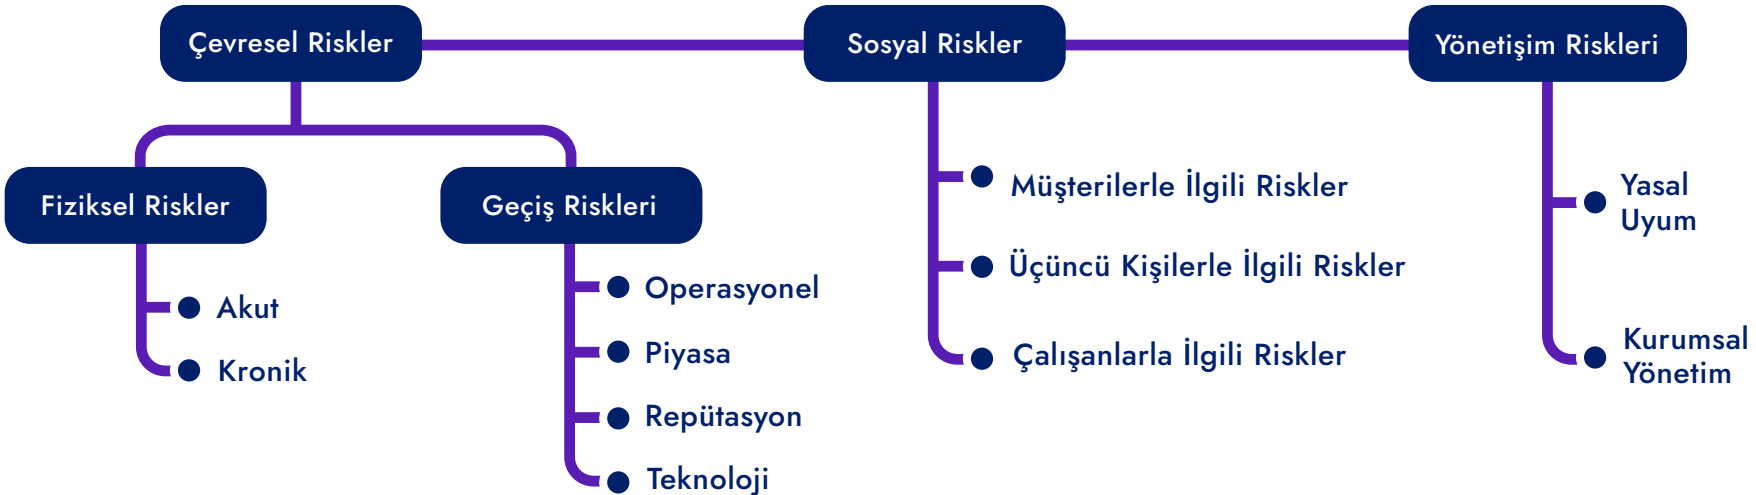 Çevresel Riskler
Sosyal Riskler
Yönetişim Riskleri
Fiziksel Riskler
Geçiş Riskleri
Akut
Kronik
Operasyonel
Piyasa
Repütasyon
Teknoloji
Müşterilerle İlgili Riskler
Üçüncü Kişilerle İlgili Riskler
Çalışanlarla İlgili Riskler
Yasal
Uyum
Kurumsal
Yönetim